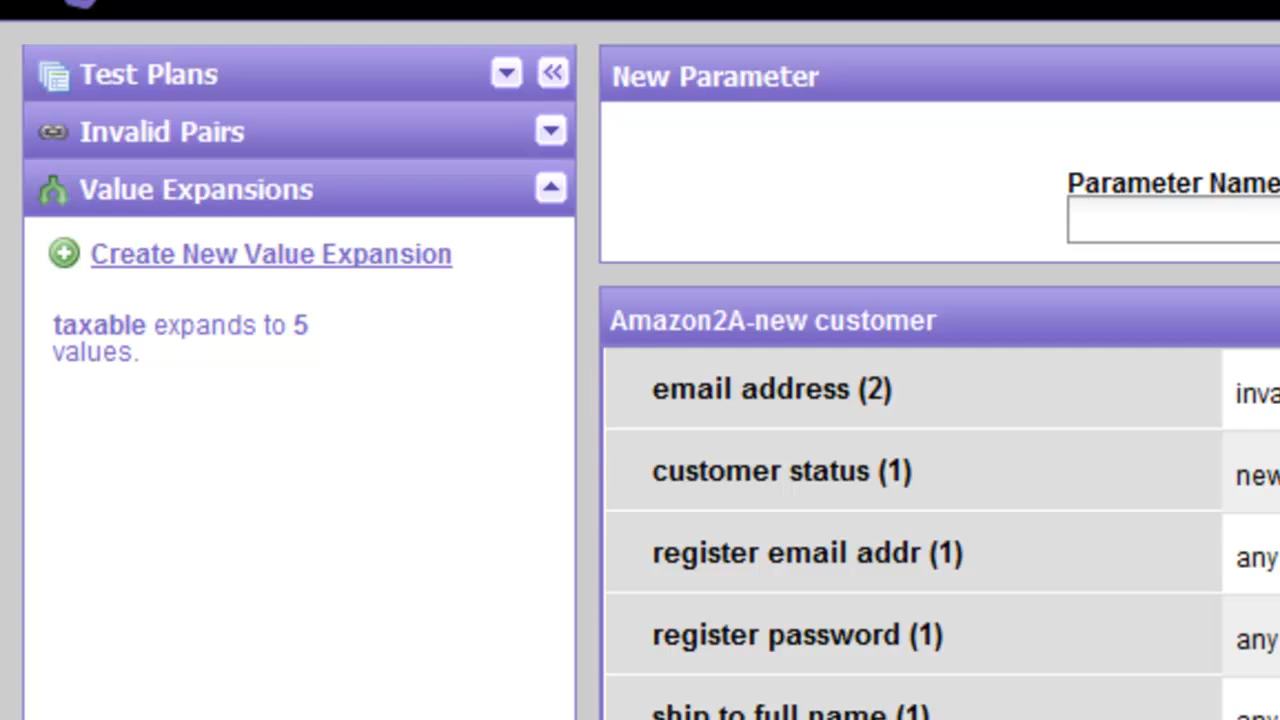 Test Plans
Invalid Pairs
Value Expansions
Create New Value Expansion
taxable expands to 5
values.
New Parameter
Parameter Name
Amazon2A-new customer
email address (2)
customer status (1)
new
register email addr (1)
any
register password (1)
any
ship to full name (1)